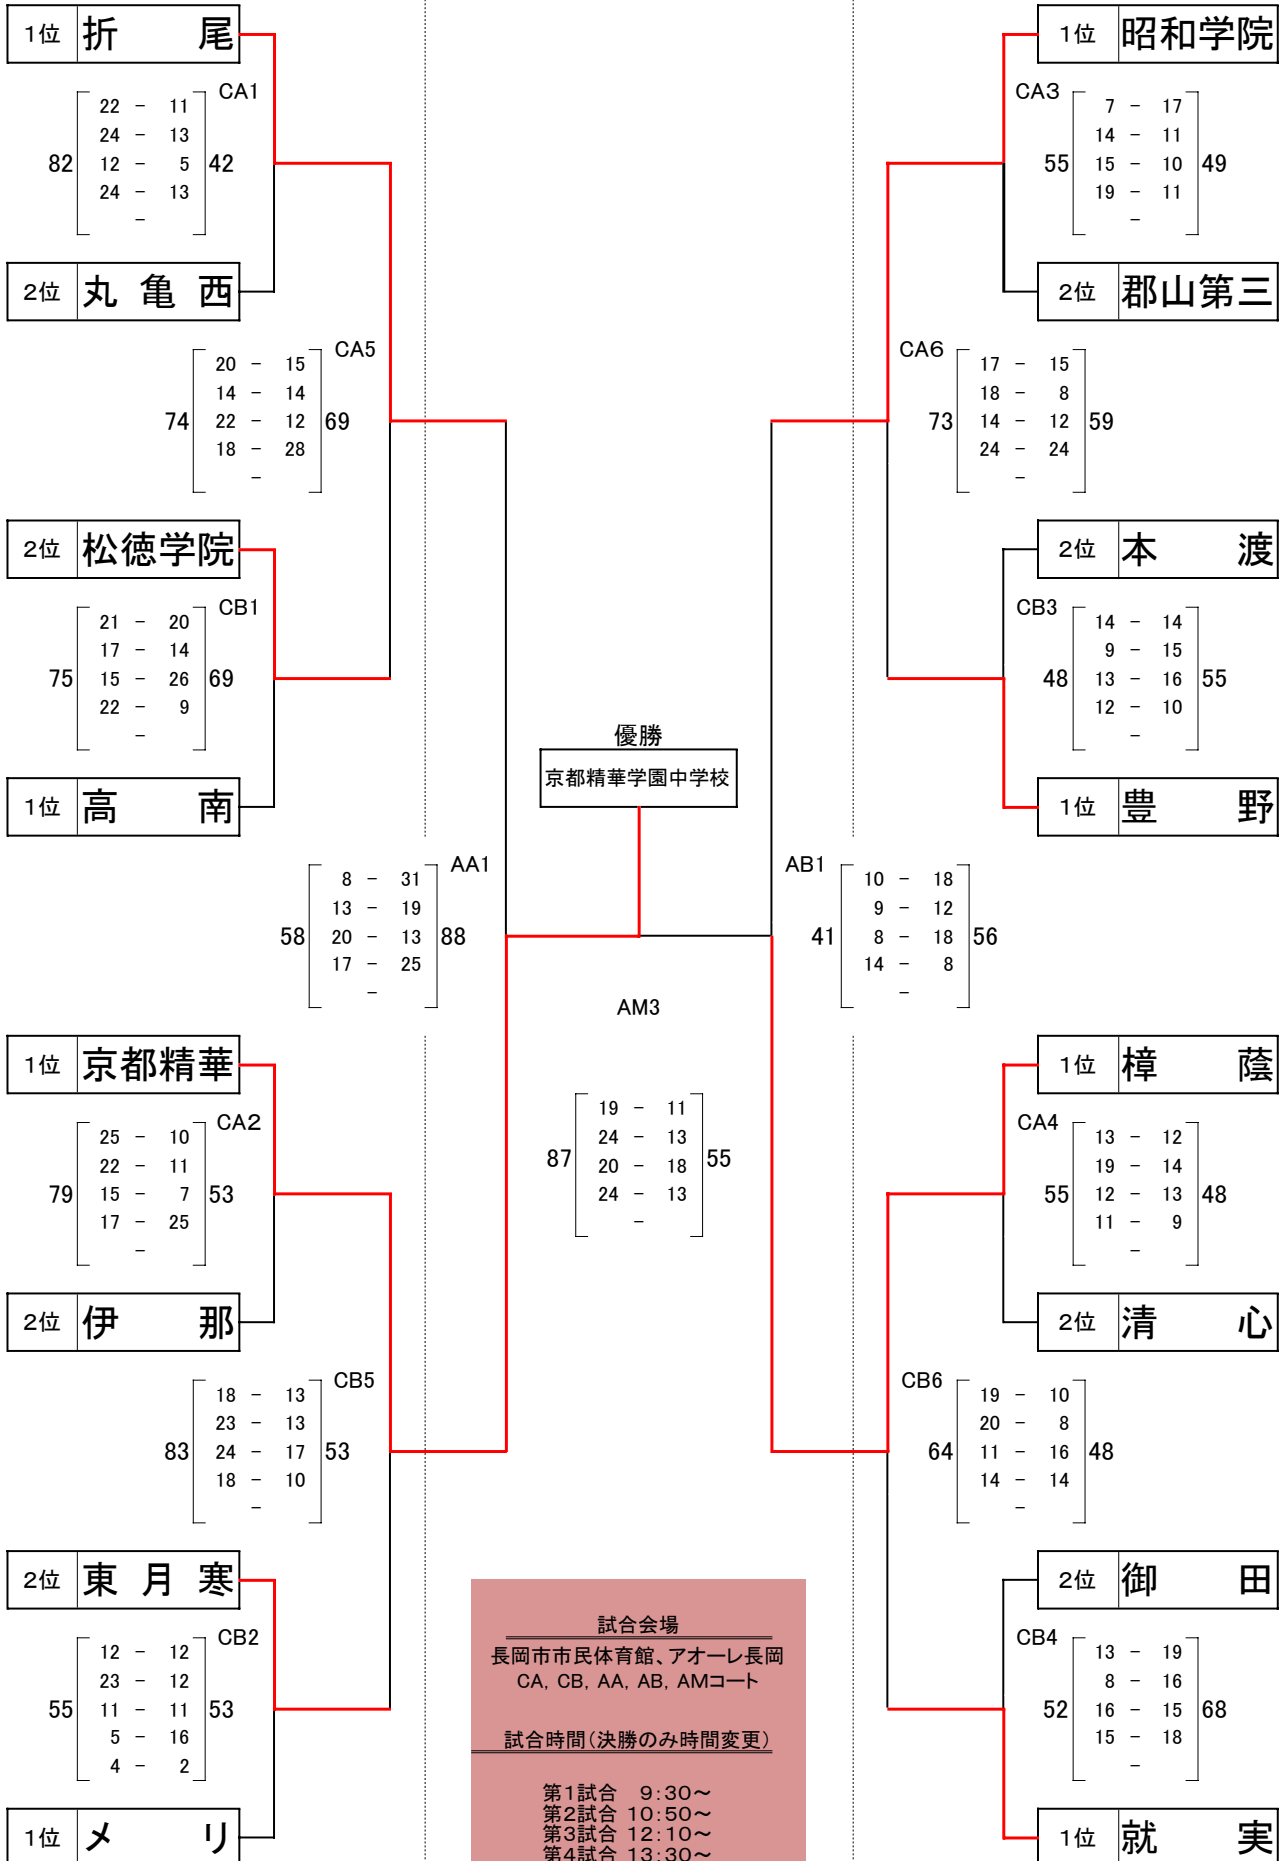 1位 折 尾
CA1
82 42
22 - 11
24 - 13
12 - 5
24 - 13
-
2位 丸 亀 西
CA5
74 69
20 - 15
14 - 14
22 - 12
18 - 28
-
2位 松徳学院
CB1
75 69
21 - 20
17 - 14
15 - 26
22 - 9
-
1位 高 南
AA1
58 88
8 - 31
13 - 19
20 - 13
17 - 25
-
1位 京都精華
CA2
79 53
25 - 10
22 - 11
15 - 7
17 - 25
-
2位 伊 那
CB5
83 53
18 - 13
23 - 13
24 - 17
18 - 10
-
2位 東 月 寒
CB2
55 53
12 - 12
23 - 12
11 - 11
5 - 16
4 - 2
1位 メ リ
優勝
京都精華学園中学校
AM3
87 55
19 - 11
24 - 13
20 - 18
24 - 13
-
1位 昭和学院
CA3
55 49
7 - 17
14 - 11
15 - 10
19 - 11
-
2位 郡山第三
CA6
73 59
17 - 15
18 - 8
14 - 12
24 - 24
-
2位 本 渡
CB3
48 55
14 - 14
9 - 15
13 - 16
12 - 10
-
1位 豊 野
AB1
41 56
10 - 18
9 - 12
8 - 18
14 - 8
-
1位 樟 蔭
CA4
55 48
13 - 12
19 - 14
12 - 13
11 - 9
-
2位 清 心
CB6
64 48
19 - 10
20 - 8
11 - 16
14 - 14
-
2位 御 田
CB4
52 68
13 - 19
8 - 16
16 - 15
15 - 18
-
1位 就 実
試合会場
長岡市市民体育館、アオーレ長岡
CA, CB, AA, AB, AMコート
試合時間(決勝のみ時間変更)
第1試合 9:30~
第2試合 10:50~
第3試合 12:10~
第4試合 13:30~